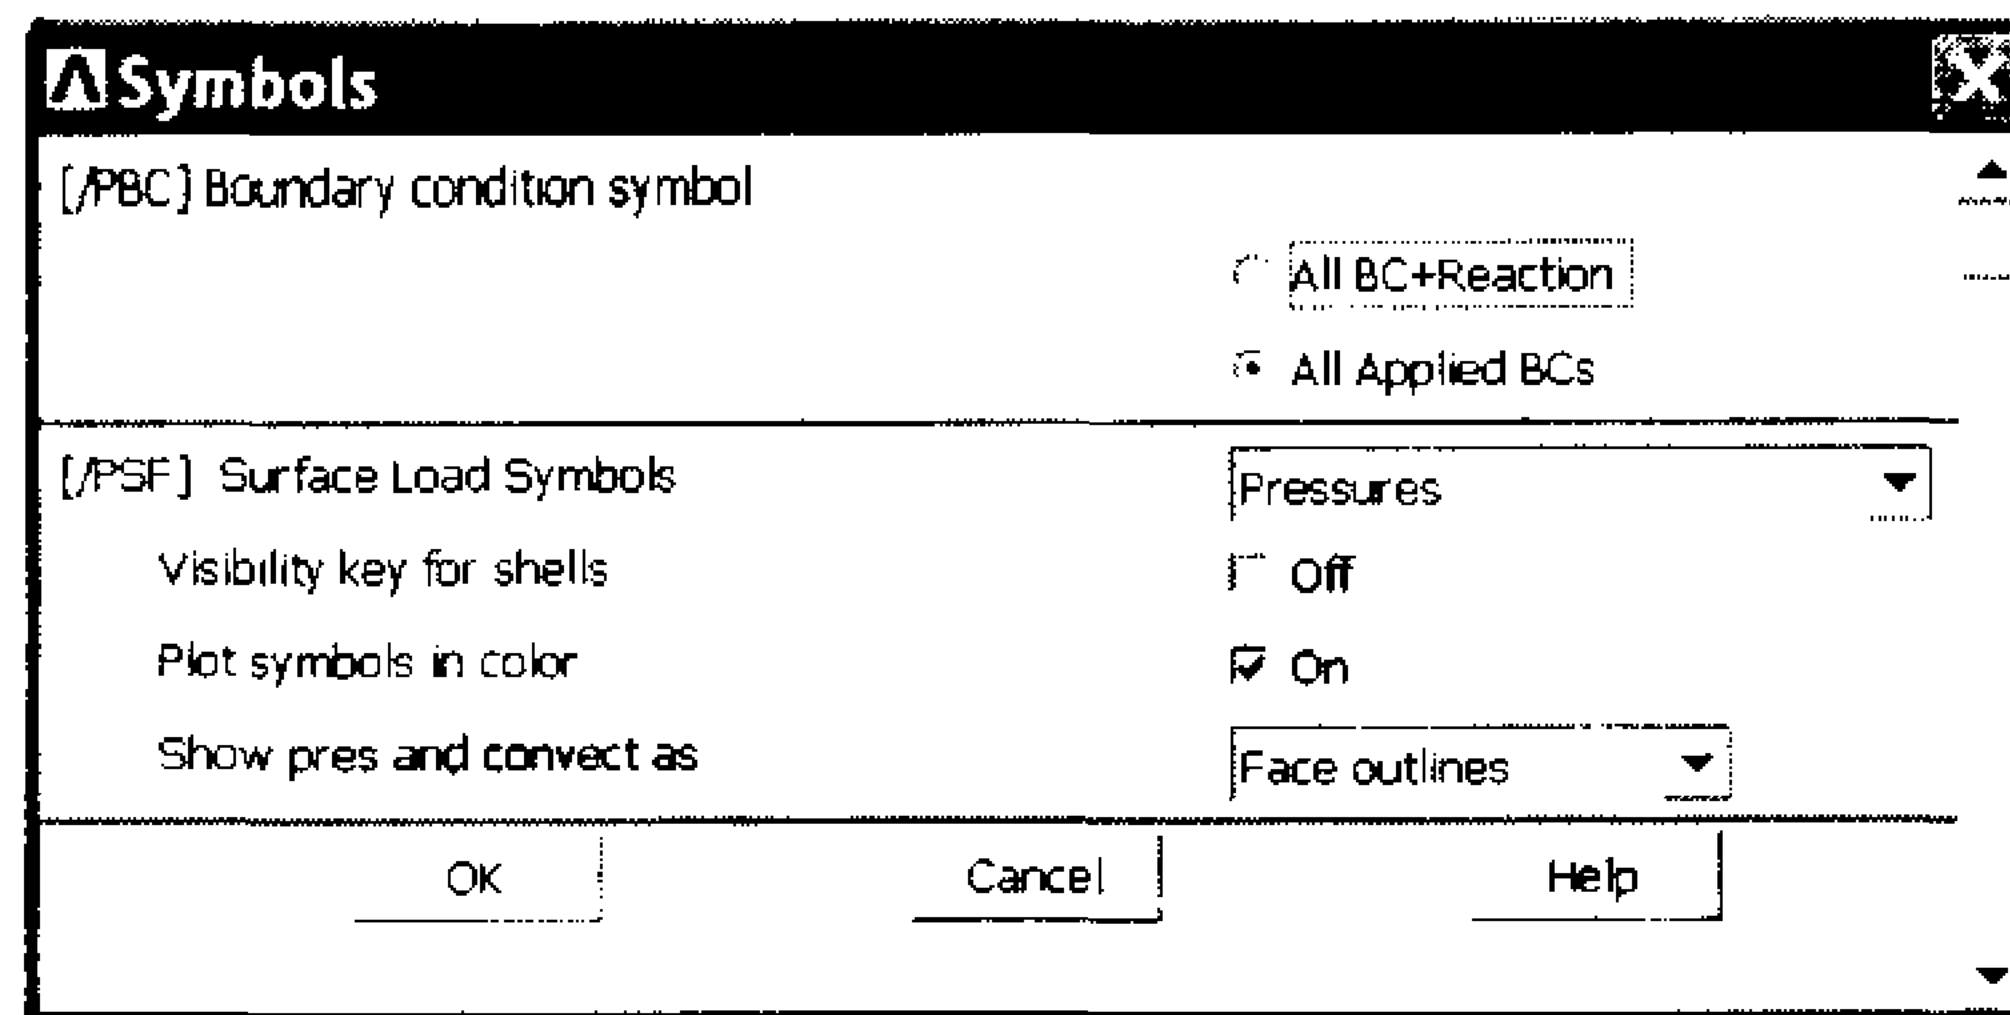 Symbols
[/PBC] Boundary condition symbol
All BC+Reaction
All Applied BCs
[/PSF] Surface Load Symbols Pressures
Visibility key for shells Off
Plot symbols in color On
Show pres and convect as Face outlines
OK Cancel Help